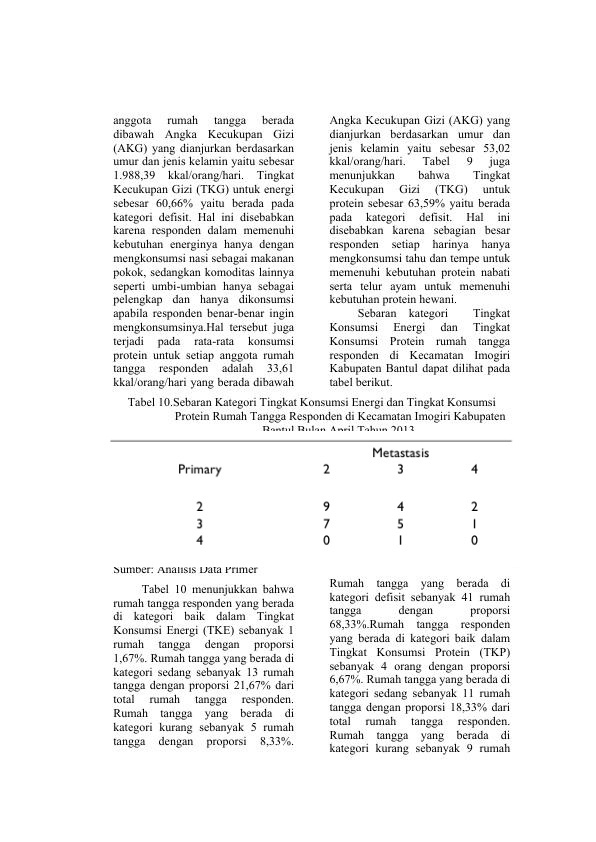 anggota rumah tangga berada
dibawah Angka Kecukupan Gizi
(AKG) yang dianjurkan berdasarkan
umur dan jenis kelamin yaitu sebesar
1.988,39 kkal/orang/hari. Tingkat
Kecukupan Gizi (TKG) untuk energi
sebesar 60,66% yaitu berada pada
kategori defisit. Hal ini disebabkan
karena responden dalam memenuhi
kebutuhan energinya hanya dengan
mengkonsumsi nasi sebagai makanan
pokok, sedangkan komoditas lainnya
seperti umbi-umbian hanya sebagai
pelengkap dan hanya dikonsumsi
apabila responden benar-benar ingin
mengkonsumsinya.Hal tersebut juga
terjadi pada rata-rata konsumsi
protein untuk setiap anggota rumah
tangga responden adalah 33,61
kkal/orang/hari yang berada dibawah
Angka Kecukupan Gizi (AKG) yang
dianjurkan berdasarkan umur dan
jenis kelamin yaitu sebesar 53,02
kkal/orang/hari. Tabel 9 juga
menunjukkan bahwa Tingkat
Kecukupan Gizi (TKG) untuk
protein sebesar 63,59% yaitu berada
pada kategori defisit. Hal ini
disebabkan karena sebagian besar
responden setiap harinya hanya
mengkonsumsi tahu dan tempe untuk
memenuhi kebutuhan protein nabati
serta telur ayam untuk memenuhi
kebutuhan protein hewani.
Sebaran kategori Tingkat
Konsumsi Energi dan Tingkat
Konsumsi Protein rumah tangga
responden di Kecamatan Imogiri
Kabupaten Bantul dapat dilihat pada
tabel berikut.
Tabel 10.Sebaran Kategori Tingkat Konsumsi Energi dan Tingkat Konsumsi
Protein Rumah Tangga Responden di Kecamatan Imogiri Kabupaten
Bantul Bulan April Tahun 2013
Metastasis
Primary 2 3 4
2 9 4 2
3 7 5 1
4 0 1 0
Sumber: Analisis Data Primer
Tabel 10 menunjukkan bahwa
rumah tangga responden yang berada
di kategori baik dalam Tingkat
Konsumsi Energi (TKE) sebanyak 1
rumah tangga dengan proporsi
1,67%. Rumah tangga yang berada di
kategori sedang sebanyak 13 rumah
tangga dengan proporsi 21,67% dari
total rumah tangga responden.
Rumah tangga yang berada di
kategori kurang sebanyak 5 rumah
tangga dengan proporsi 8,33%.
Rumah tangga yang berada di
kategori defisit sebanyak 41 rumah
tangga dengan proporsi
68,33%.Rumah tangga responden
yang berada di kategori baik dalam
Tingkat Konsumsi Protein (TKP)
sebanyak 4 orang dengan proporsi
6,67%. Rumah tangga yang berada di
kategori sedang sebanyak 11 rumah
tangga dengan proporsi 18,33% dari
total rumah tangga responden.
Rumah tangga yang berada di
kategori kurang sebanyak 9 rumah